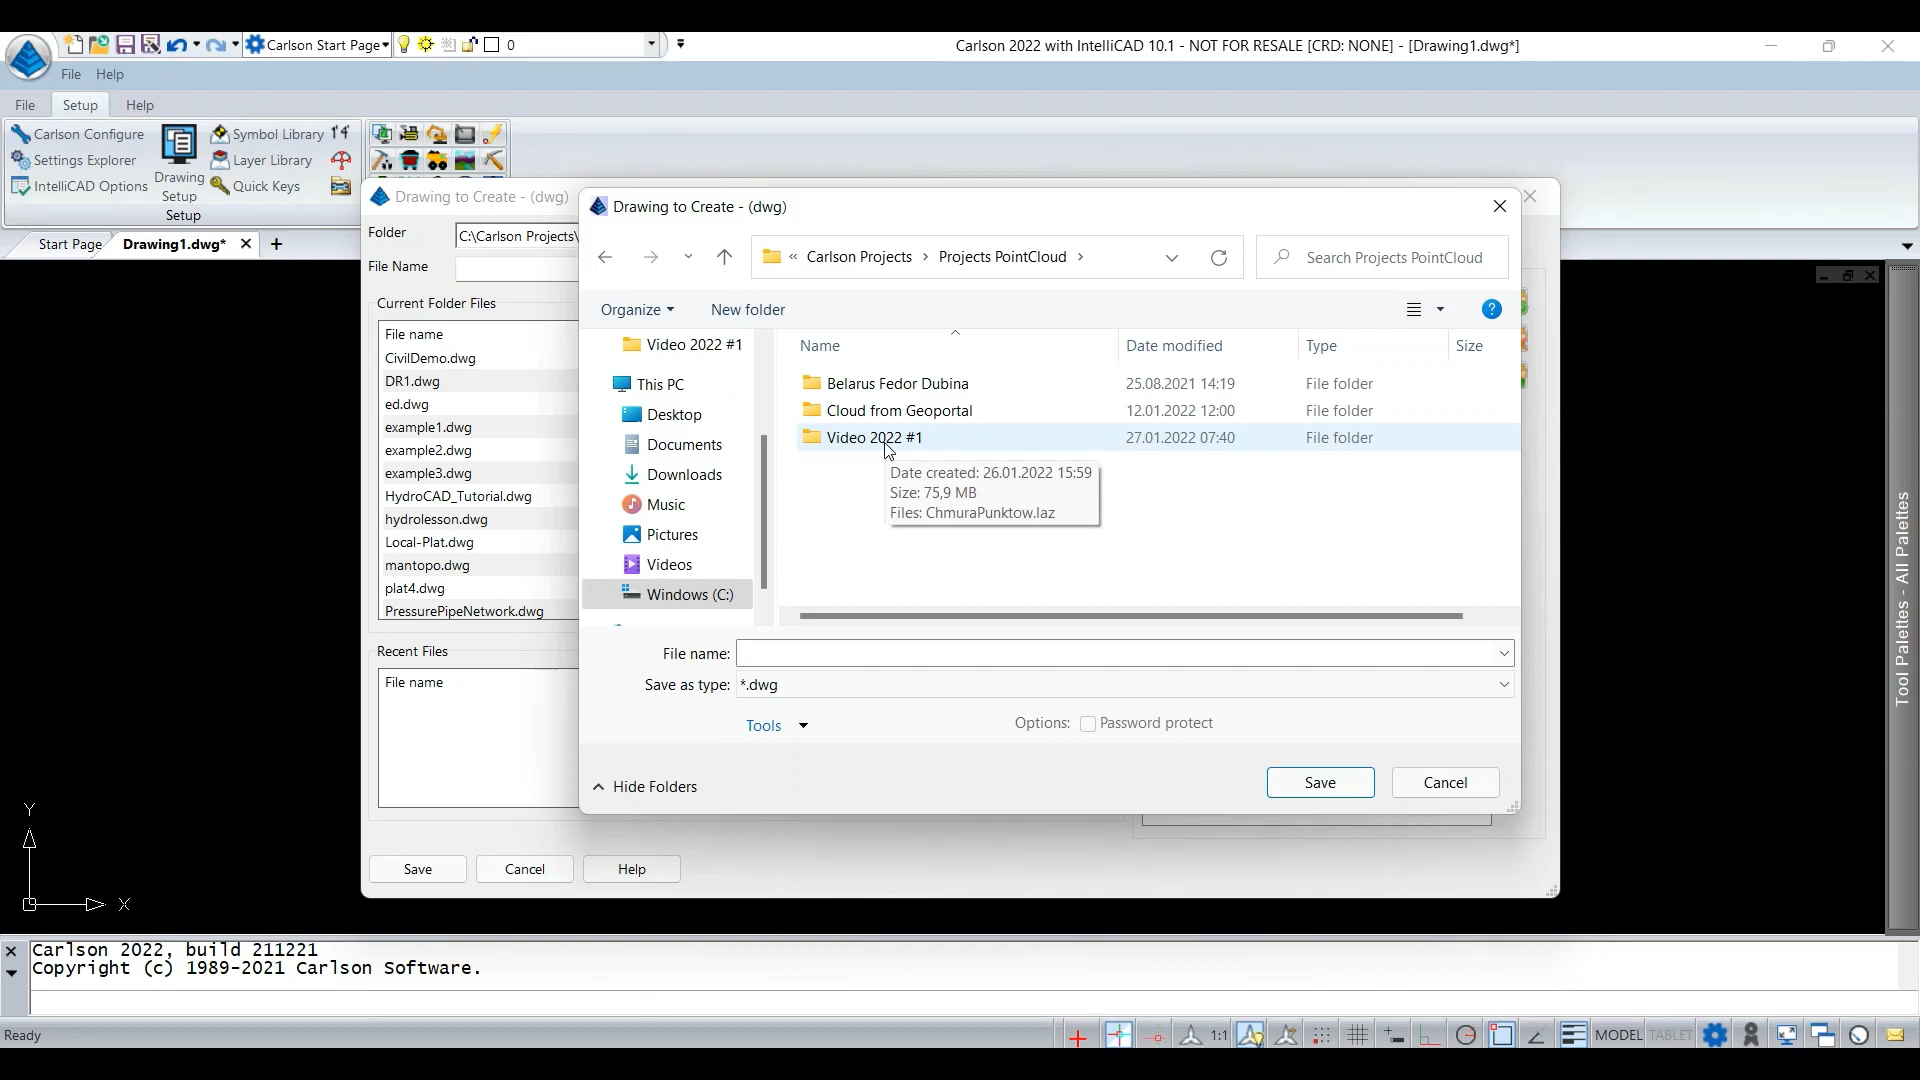 Carlson Start Page
0
Carlson 2022 with IntelliCAD 10.1 - NOT FOR RESALE [CRD: NONE] - [Drawing1.dwg*]
File Help
File Setup Help
Carlson Configure
Symbol Library
Settings Explorer
Layer Library
IntelliCAD Options
Drawing Setup
Quick Keys
Setup
Start Page
Drawing1.dwg*
Drawing to Create - (dwg)
Folder
C:\Carlson Projects\
File Name
Current Folder Files
File name
CivilDemo.dwg
DR1.dwg
ed.dwg
example1.dwg
example2.dwg
example3.dwg
HydroCAD_Tutorial.dwg
hydrolesson.dwg
Local-Plat.dwg
mantopo.dwg
plat4.dwg
PressurePipeNetwork.dwg
Recent Files
File name
Save Cancel Help
Drawing to Create - (dwg)
« Carlson Projects › Projects PointCloud ›
Search Projects PointCloud
Organize
New folder
Video 2022 #1
This PC
Desktop
Documents
Downloads
Music
Pictures
Videos
Windows (C:)
Name Date modified Type Size
Belarus Fedor Dubina 25.08.2021 14:19 File folder
Cloud from Geoportal 12.01.2022 12:00 File folder
Video 2022 #1 27.01.2022 07:40 File folder
Date created: 26.01.2022 15:59
Size: 75,9 MB
Files: ChmuraPunktow.laz
File name:
Save as type: *.dwg
Tools
Options: Password protect
Hide Folders
Save Cancel
Tool Palettes - All Palettes
Y
X
Carlson 2022, build 211221
Copyright (c) 1989-2021 Carlson Software.
Ready
1:1
MODEL TABLET